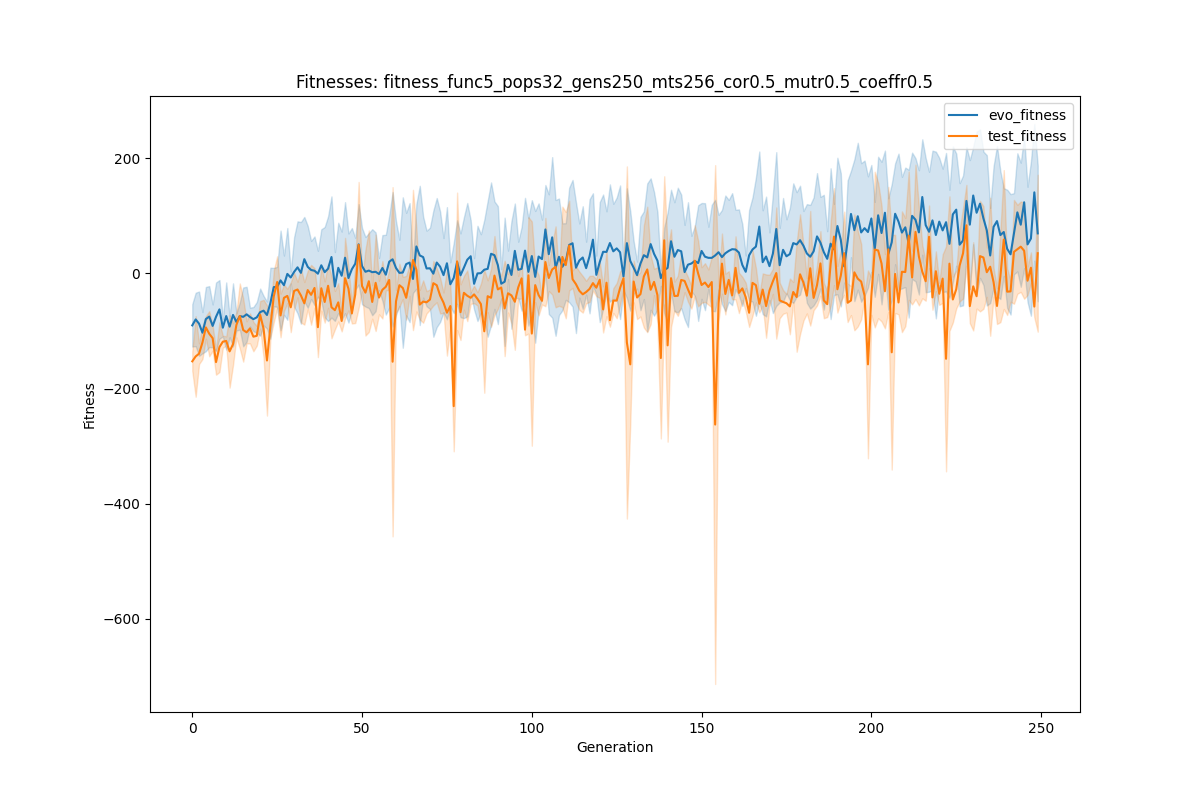 Fitnesses: fitness_func5_pops32_gens250_mts256_cor0.5_mutr0.5_coeffr0.5
evo_fitness
test_fitness
200
0
−200
−400
−600
Fitness
0
50
100
150
200
250
Generation